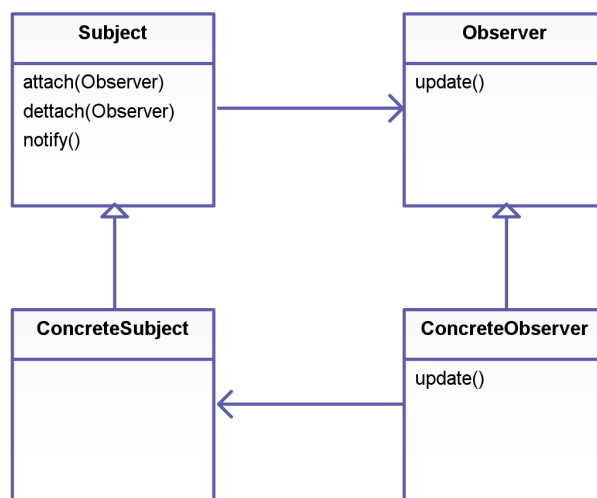 Subject
attach(Observer)
dettach(Observer)
notify()
Observer
update()
ConcreteSubject
ConcreteObserver
update()